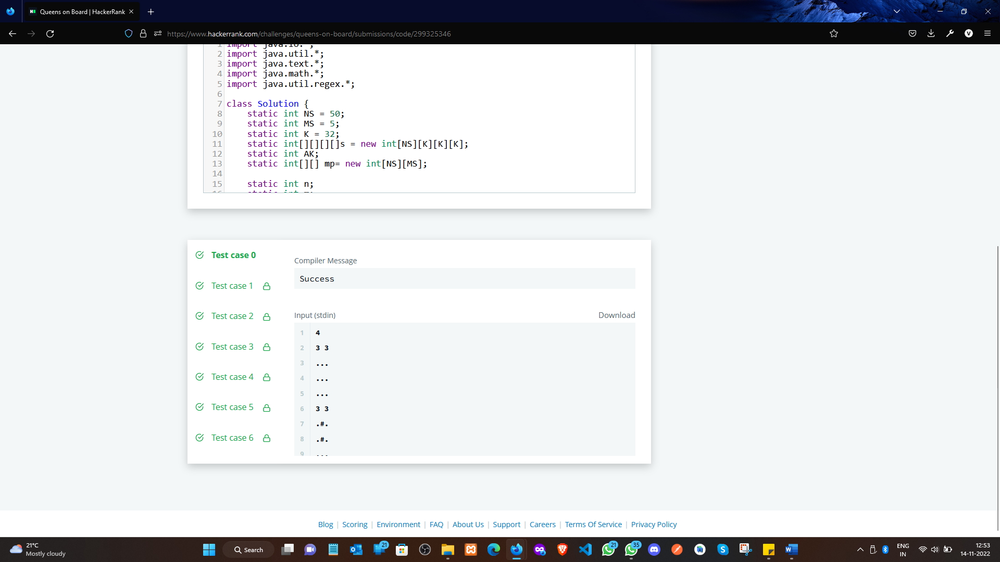 Queens on Board | HackerRank
https://www.hackerrank.com/challenges/queens-on-board/submissions/code/299325346
V
1 import java.io.*;
2 import java.util.*;
3 import java.text.*;
4 import java.math.*;
5 import java.util.regex.*;
6
7 class Solution {
8 static int NS = 50;
9 static int MS = 5;
10 static int K = 32;
11 static int[][][][]s = new int[NS][K][K][K];
12 static int AK;
13 static int[][] mp= new int[NS][MS];
14
15 static int n;
16 static int m;
Test case 0
Test case 1
Test case 2
Test case 3
Test case 4
Test case 5
Test case 6
Compiler Message
Success
Input (stdin) Download
1 4
2 3 3
3 ...
4 ...
5 ...
6 3 3
7 .#.
8 .#.
9 ...
Blog | Scoring | Environment | FAQ | About Us | Support | Careers | Terms Of Service | Privacy Policy
21°C
Mostly cloudy
Search
21
21
35
ENG
IN
12:53
14-11-2022